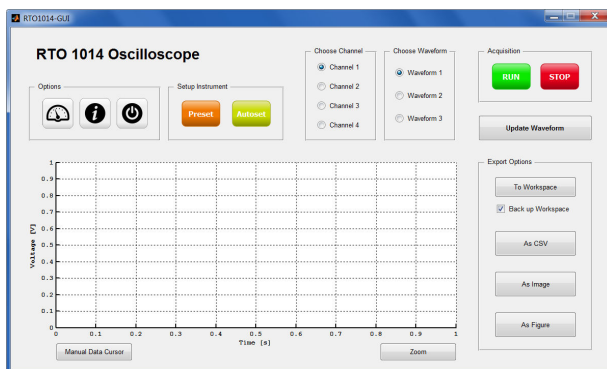 RTO1014-GUI
RTO 1014 Oscilloscope
Options
Setup Instrument
Preset
Autoset
Choose Channel
Channel 1
Channel 2
Channel 3
Channel 4
Choose Waveform
Waveform 1
Waveform 2
Waveform 3
Acquisition
RUN
STOP
Update Waveform
1
0.9
0.8
0.7
0.6
0.5
0.4
0.3
0.2
0.1
0
Voltage [V]
0 0.1 0.2 0.3 0.4 0.5 0.6 0.7 0.8 0.9 1
Time [s]
Manual Data Cursor
Zoom
Export Options
To Workspace
Back up Workspace
As CSV
As Image
As Figure